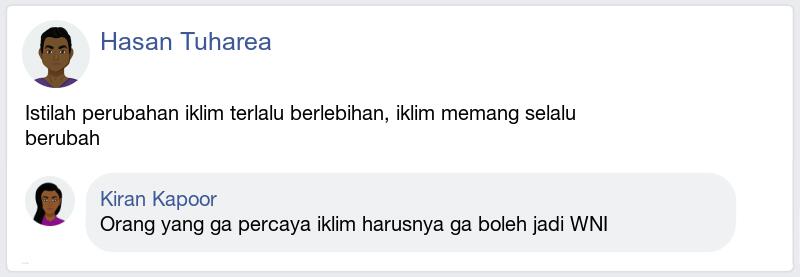 Hasan Tuharea
Istilah perubahan iklim terlalu berlebihan, iklim memang selalu
berubah
Kiran Kapoor
Orang yang ga percaya iklim harusnya ga boleh jadi WNI